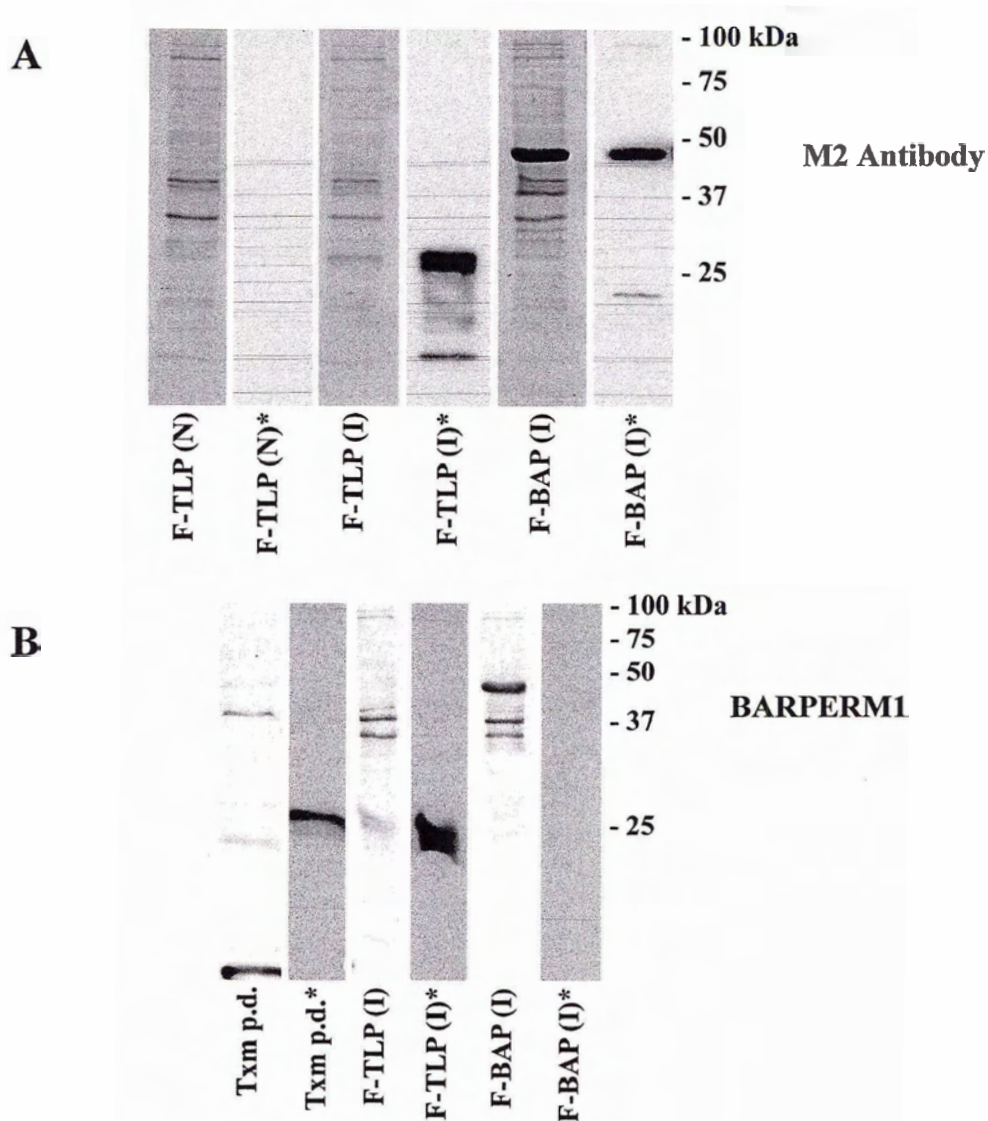 A
- 100 kDa
- 75
- 50
M2 Antibody
- 37
- 25
F-TLP (N)
F-TLP (N)*
F-TLP (I)
F-TLP (I)*
F-BAP (I)
F-BAP (I)*
B
- 100 kDa
- 75
- 50
- 37
BARPERM1
- 25
Txm p.d.
Txm p.d.*
F-TLP (I)
F-TLP (I)*
F-BAP (I)
F-BAP (I)*